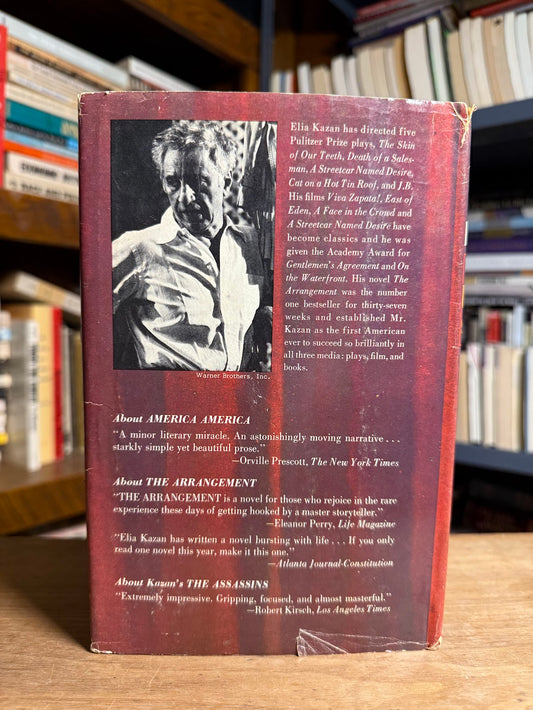 Elia Kazan has directed five
Pulitzer Prize plays, The Skin
of Our Teeth, Death of a Sales-
man, A Streetcar Named Desire,
Cat on a Hot Tin Roof, and J.B.
His films Viva Zapata!, East of
Eden, A Face in the Crowd and
A Streetcar Named Desire have
become classics and he was
given the Academy Award for
Gentlemen's Agreement and On
the Waterfront. His novel The
Arrangement was the number
one bestseller for thirty-seven
weeks and established Mr.
Kazan as the first American
ever to succeed so brilliantly in
all three media: plays, film, and
books.
Warner Brothers, Inc.
About AMERICA AMERICA
"A minor literary miracle. An astonishingly moving narrative . . .
starkly simple yet beautiful prose."
—Orville Prescott, The New York Times
About THE ARRANGEMENT
"THE ARRANGEMENT is a novel for those who rejoice in the rare
experience these days of getting hooked by a master storyteller."
—Eleanor Perry, Life Magazine
"Elia Kazan has written a novel bursting with life . . . If you only
read one novel this year, make it this one."
—Atlanta Journal-Constitution
About Kazan's THE ASSASSINS
"Extremely impressive. Gripping, focused, and almost masterful."
—Robert Kirsch, Los Angeles Times